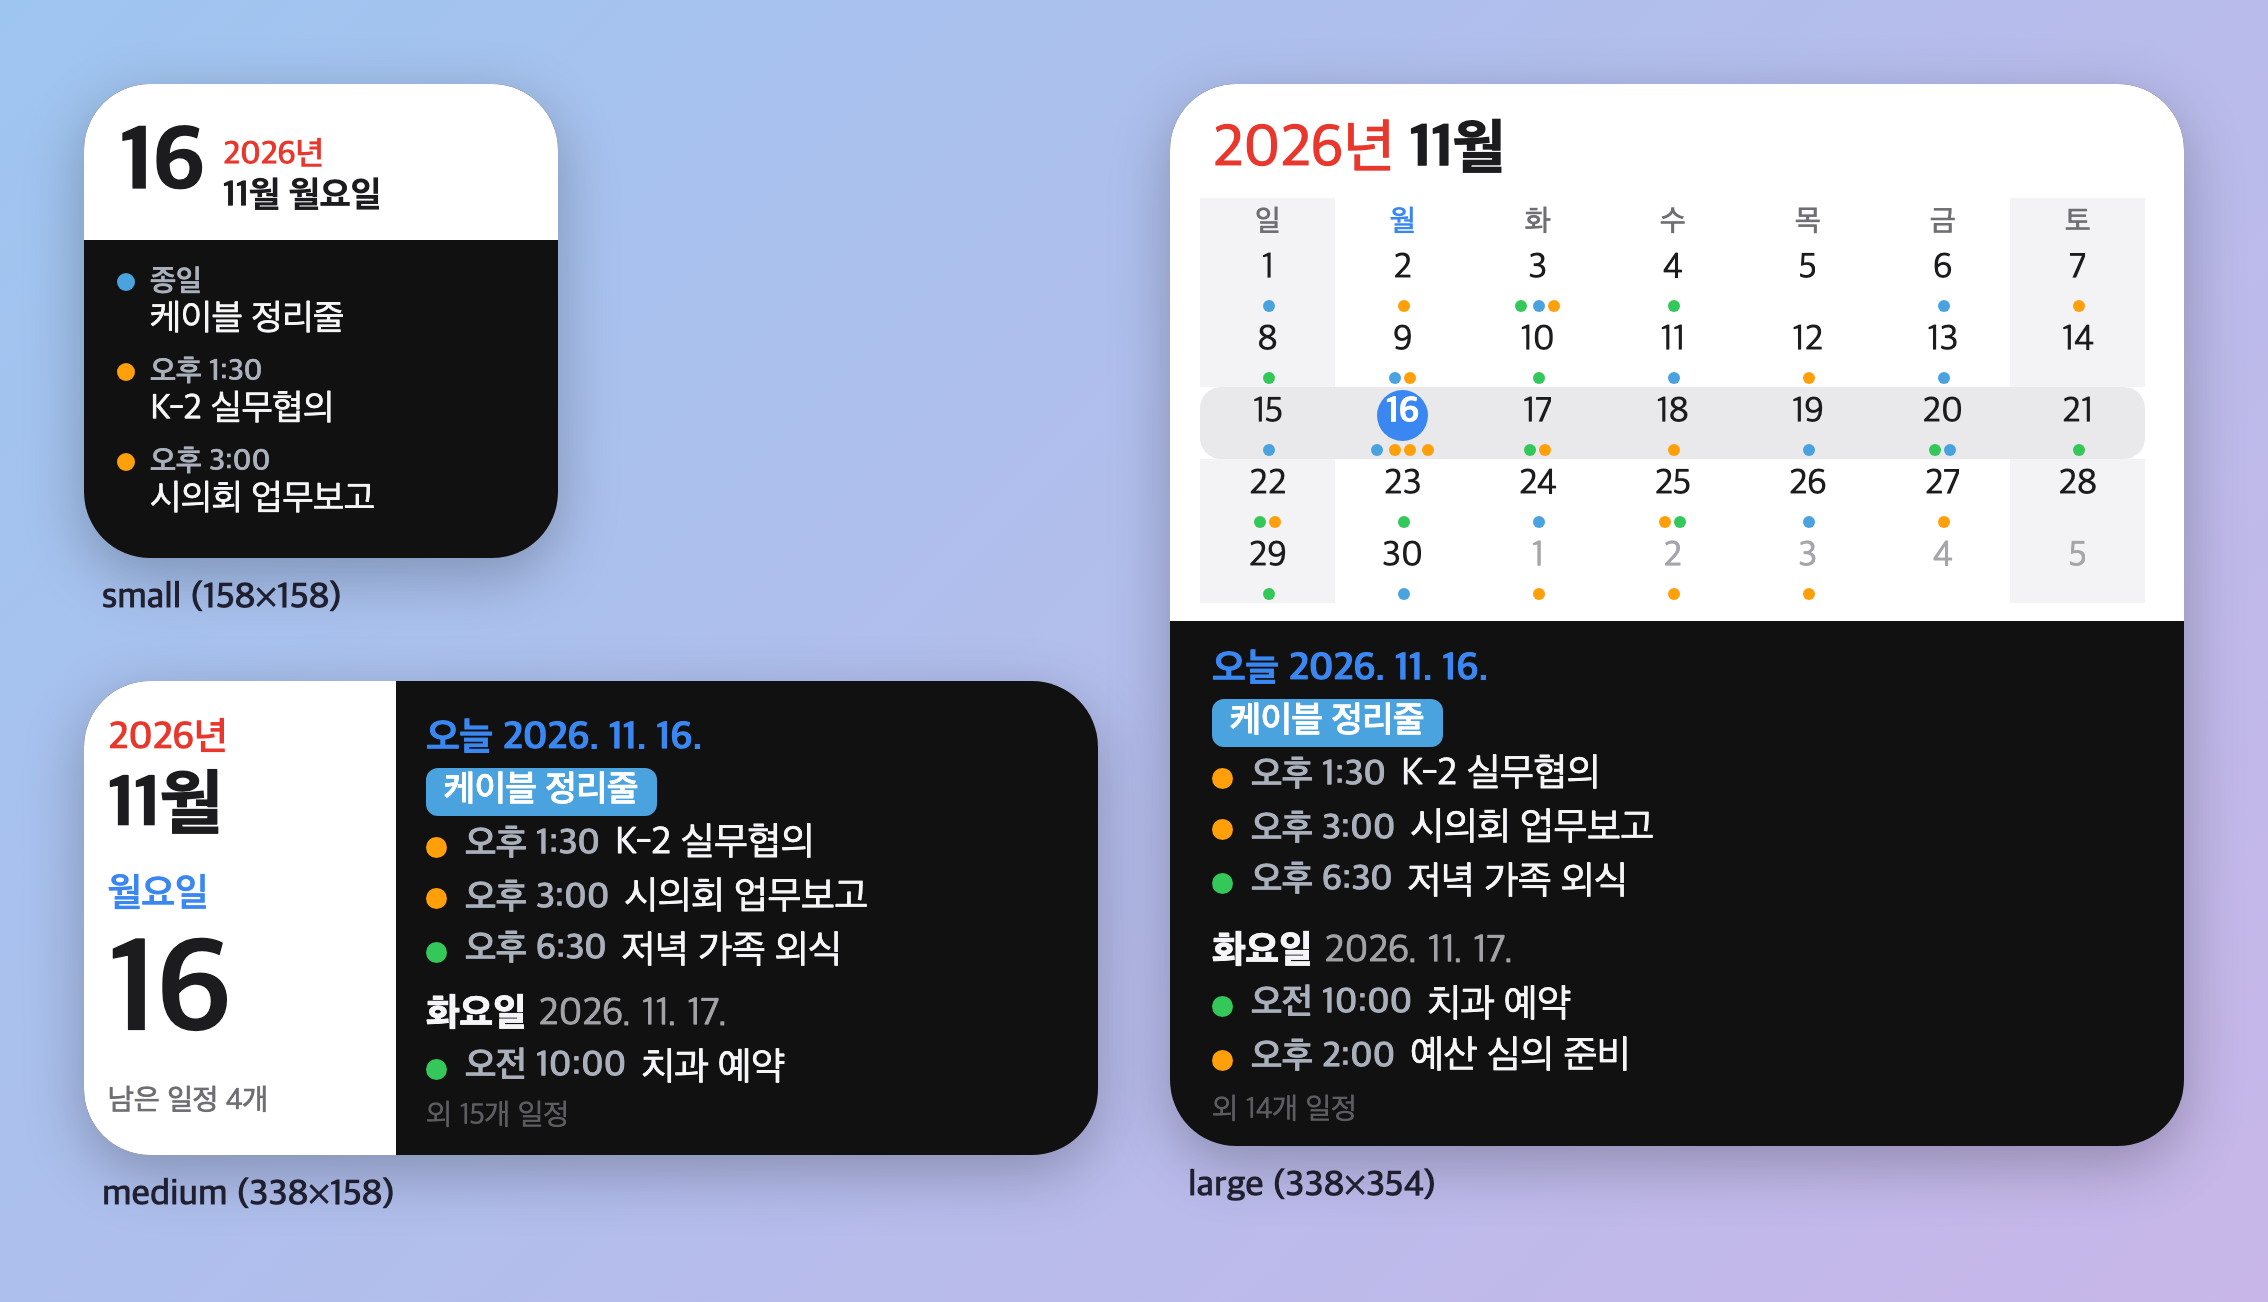 16
2026년
11월 월요일
종일
케이블 정리줄
오후 1:30
K-2 실무협의
오후 3:00
시의회 업무보고
small (158×158)
2026년
11월
월요일
16
남은 일정 4개
오늘 2026. 11. 16.
케이블 정리줄
오후 1:30 K-2 실무협의
오후 3:00 시의회 업무보고
오후 6:30 저녁 가족 외식
화요일 2026. 11. 17.
오전 10:00 치과 예약
외 15개 일정
medium (338×158)
2026년 11월
일 월 화 수 목 금 토
1 2 3 4 5 6 7
8 9 10 11 12 13 14
15 16 17 18 19 20 21
22 23 24 25 26 27 28
29 30 1 2 3 4 5
오늘 2026. 11. 16.
케이블 정리줄
오후 1:30 K-2 실무협의
오후 3:00 시의회 업무보고
오후 6:30 저녁 가족 외식
화요일 2026. 11. 17.
오전 10:00 치과 예약
오후 2:00 예산 심의 준비
외 14개 일정
large (338×354)